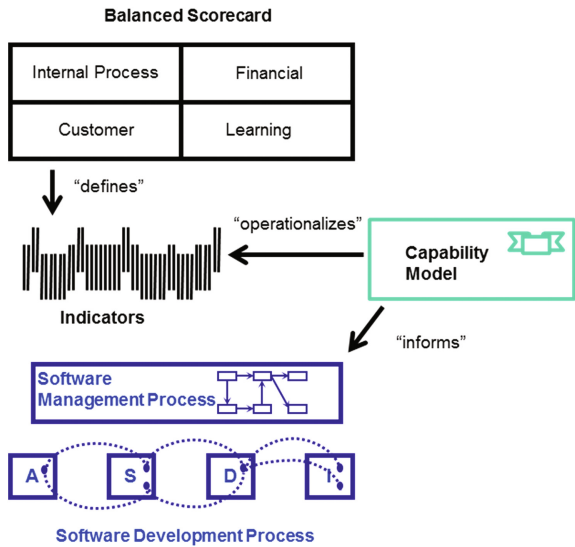 Balanced Scorecard
Internal Process
Financial
Customer
Learning
“defines”
“operationalizes”
Capability
Model
Indicators
“informs”
Software
Management Process
A
S
D
I
Software Development Process